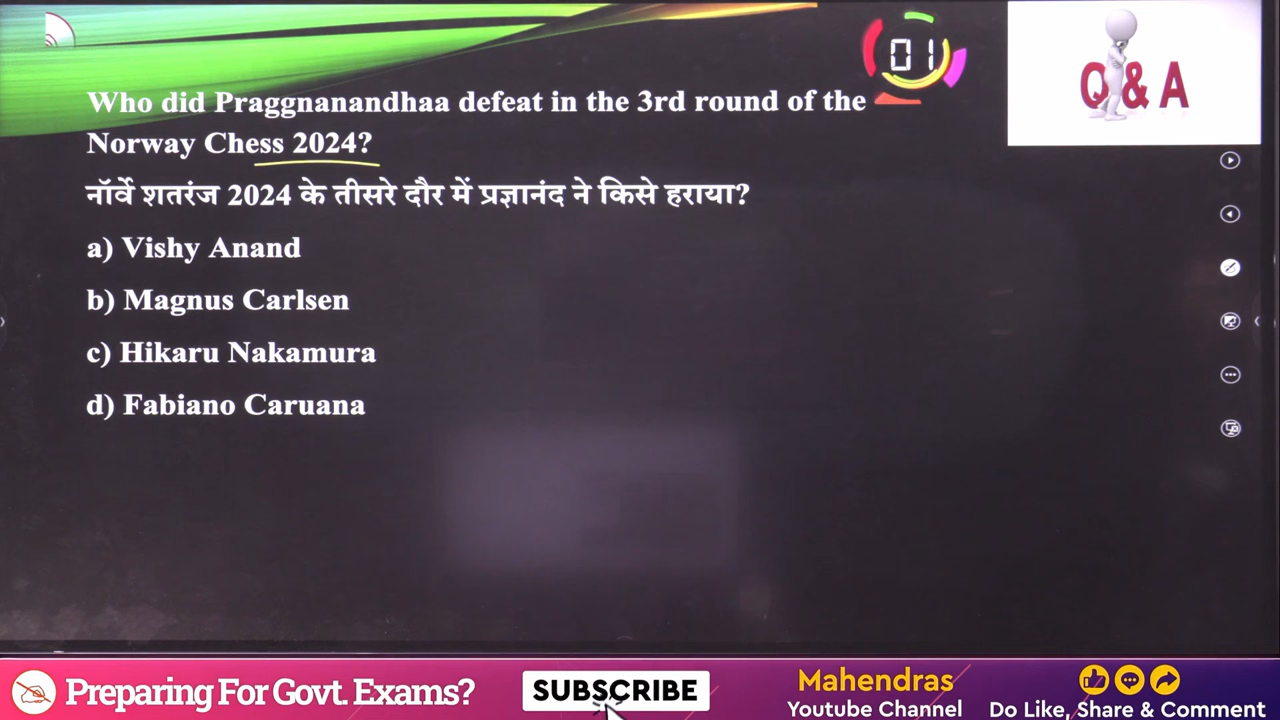 01
Q & A
Who did Praggnanandhaa defeat in the 3rd round of the
Norway Chess 2024?
नॉर्वे शतरंज 2024 के तीसरे दौर में प्रज्ञानंद ने किसे हराया?
a) Vishy Anand
b) Magnus Carlsen
c) Hikaru Nakamura
d) Fabiano Caruana
Preparing For Govt. Exams?
SUBSCRIBE
Mahendras
Youtube Channel
Do Like, Share & Comment